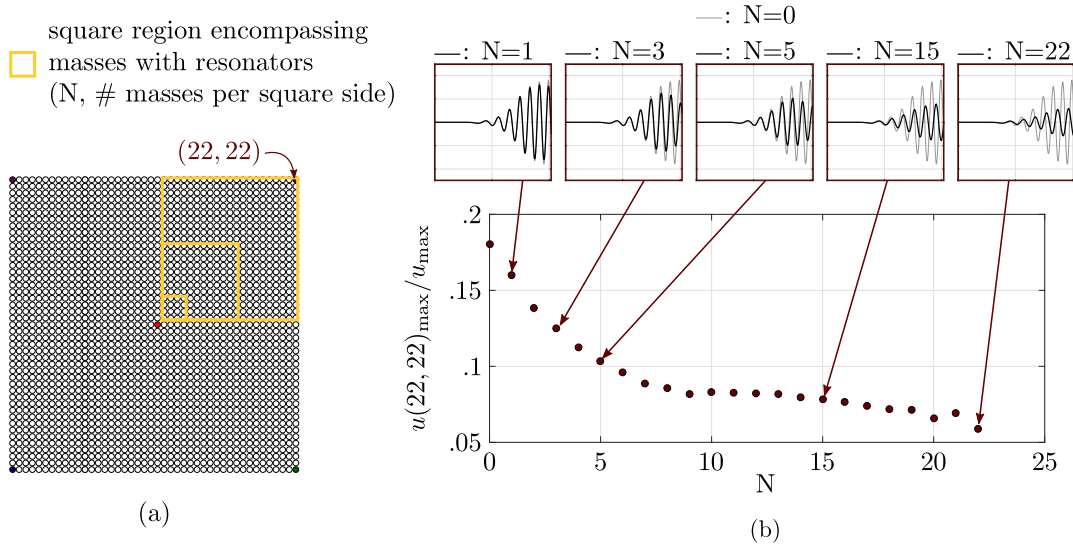 square region encompassing
masses with resonators
(N, # masses per square side)
(22, 22)
(a)
—: N=0
—: N=1
—: N=3
—: N=5
—: N=15
—: N=22
.2
.15
.1
.05
0
5
10
15
20
25
N
u(22, 22)max/umax
(b)